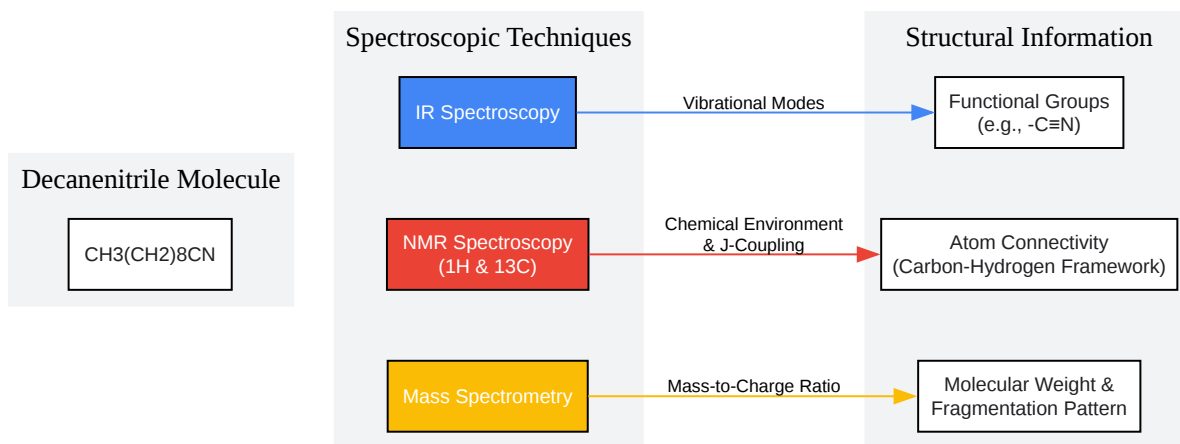 Spectroscopic Techniques
Structural Information
IR Spectroscopy
Vibrational Modes
Functional Groups
(e.g., -C≡N)
Decanenitrile Molecule
CH3(CH2)8CN
NMR Spectroscopy
(1H & 13C)
Chemical Environment
& J-Coupling
Atom Connectivity
(Carbon-Hydrogen Framework)
Mass Spectrometry
Mass-to-Charge Ratio
Molecular Weight &
Fragmentation Pattern